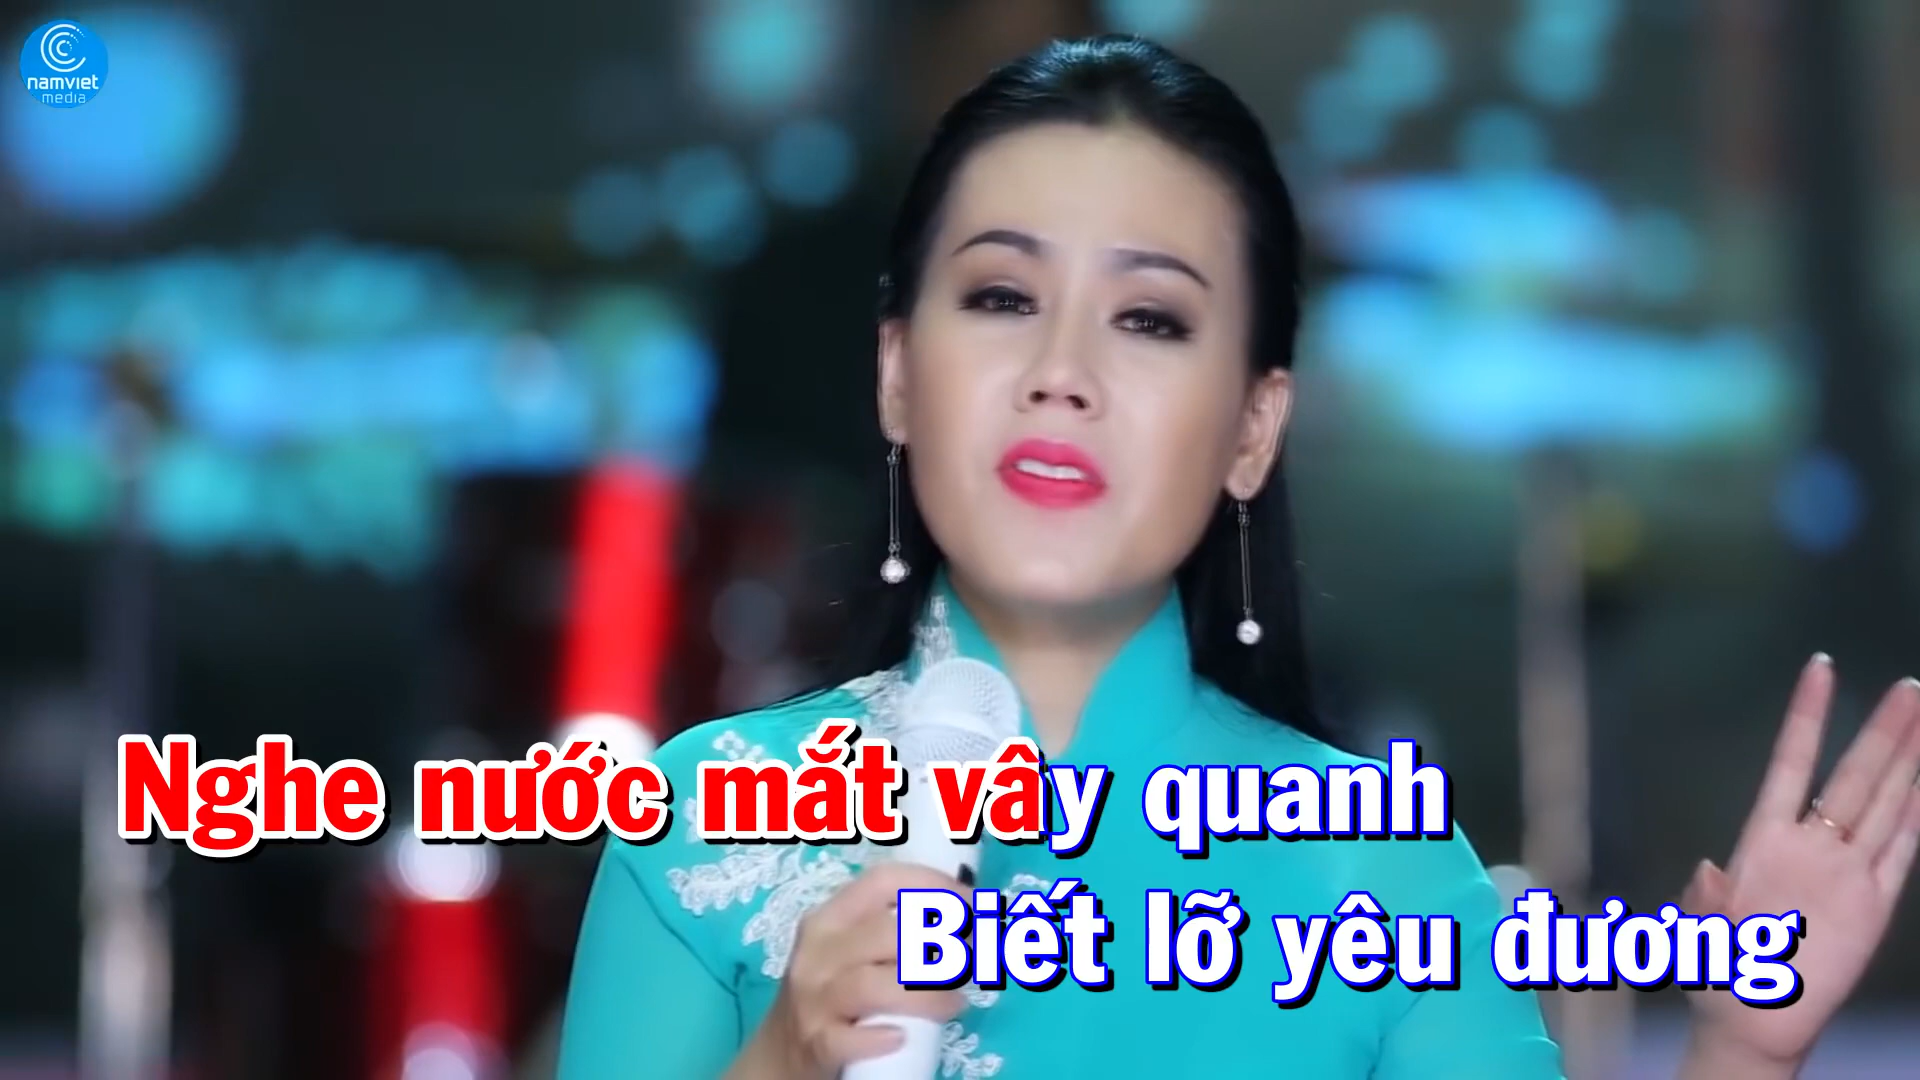 namviet
media
Nghe nước mắt vây quanh
Biết lỡ yêu đương